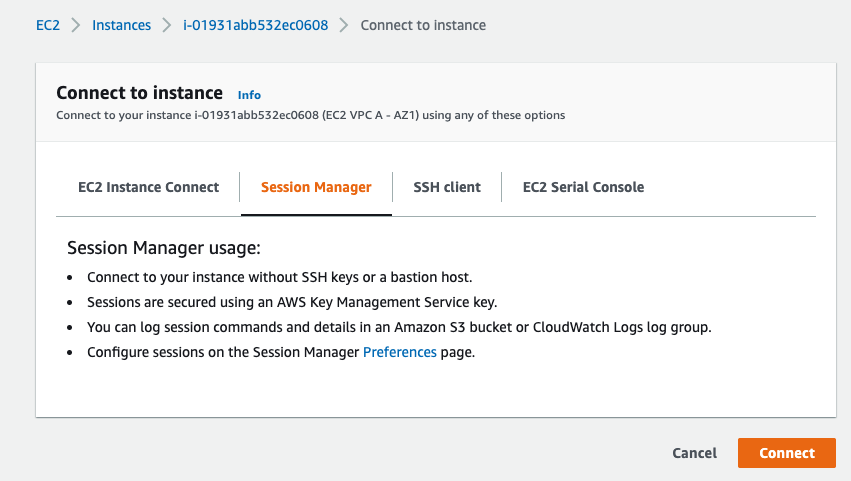 EC2 > Instances > i-01931abb532ec0608 > Connect to instance
Connect to instance Info
Connect to your instance i-01931abb532ec0608 (EC2 VPC A - AZ1) using any of these options
EC2 Instance Connect Session Manager SSH client EC2 Serial Console
Session Manager usage:
• Connect to your instance without SSH keys or a bastion host.
• Sessions are secured using an AWS Key Management Service key.
• You can log session commands and details in an Amazon S3 bucket or CloudWatch Logs log group.
• Configure sessions on the Session Manager Preferences page.
Cancel Connect